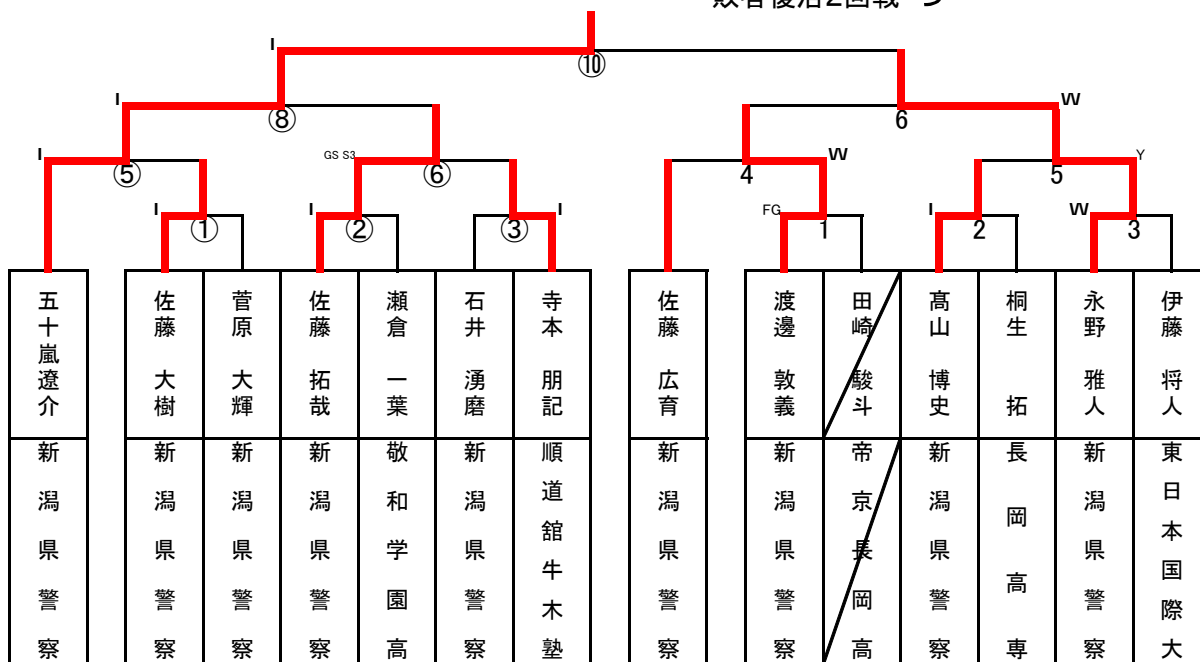 敗者復活2回戦
I
⑩
I
⑧
6
W
I
⑤
GS S3
⑥
4
W
5
Y
I
①
I
②
③
I
FG
1
I
2
W
3
五十嵐遼介
佐藤 大樹
菅原 大輝
佐藤 拓哉
瀬倉 一葉
石井 湧磨
寺本 朋記
佐藤 広育
渡邊 敦義
田崎 駿斗
髙山 博史
桐生 拓
永野 雅人
伊藤 将人
新潟県警察
新潟県警察
新潟県警察
新潟県警察
敬和学園高
新潟県警察
順道舘牛木塾
新潟県警察
新潟県警察
帝京長岡高
新潟県警察
長岡高専
新潟県警察
東日本国際大